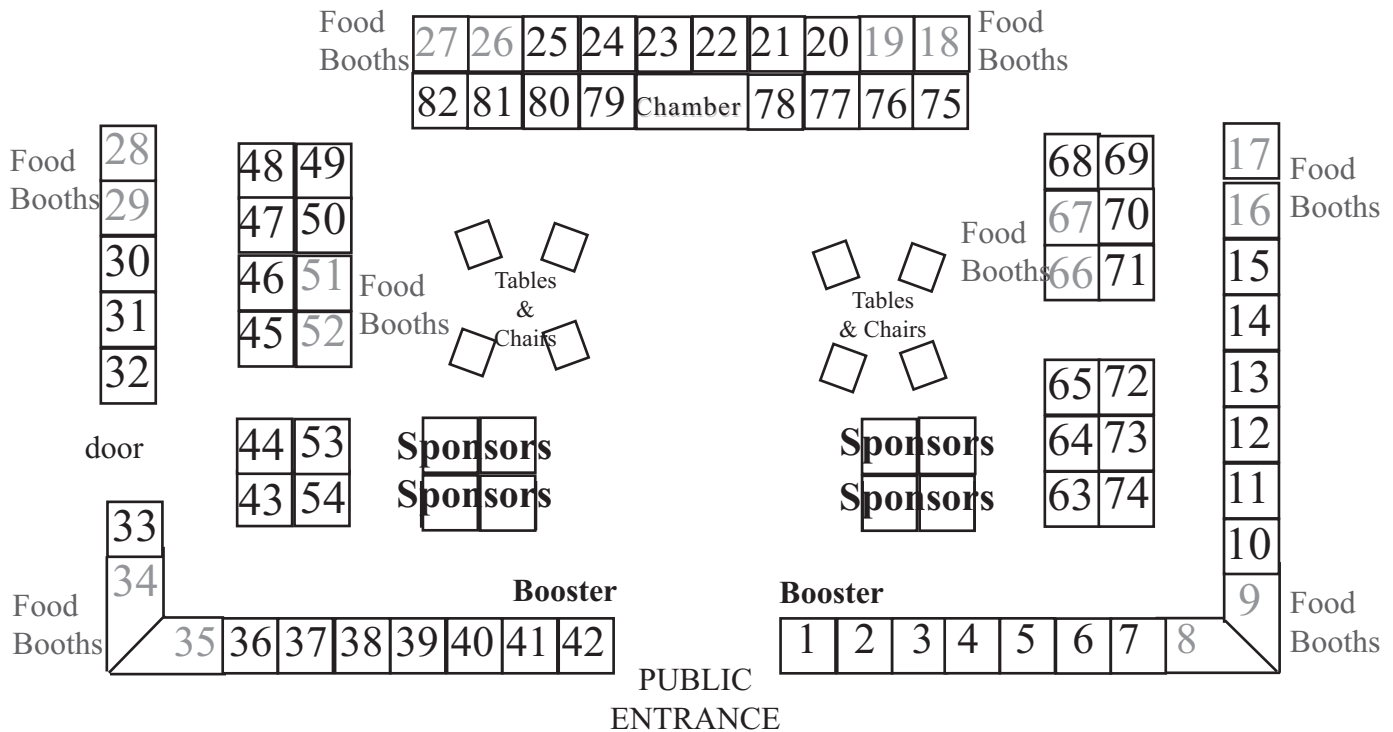 Food
Booths
27 26 25 24 23 22 21 20 19 18
Food
Booths
82 81 80 79 Chamber 78 77 76 75
Food
Booths
28
29
30
31
32
48 49
47 50
46 51
45 52
Food
Booths
Tables
&
Chairs
Tables
& Chairs
Food
Booths
68 69
67 70
66 71
17
16
15
14
13
12
11
10
9
Food
Booths
door
44 53
43 54
Sponsors
Sponsors
Sponsors
Sponsors
65 72
64 73
63 74
33
34
Food
Booths
Booster
Booster
Food
Booths
35 36 37 38 39 40 41 42
1 2 3 4 5 6 7 8
PUBLIC
ENTRANCE